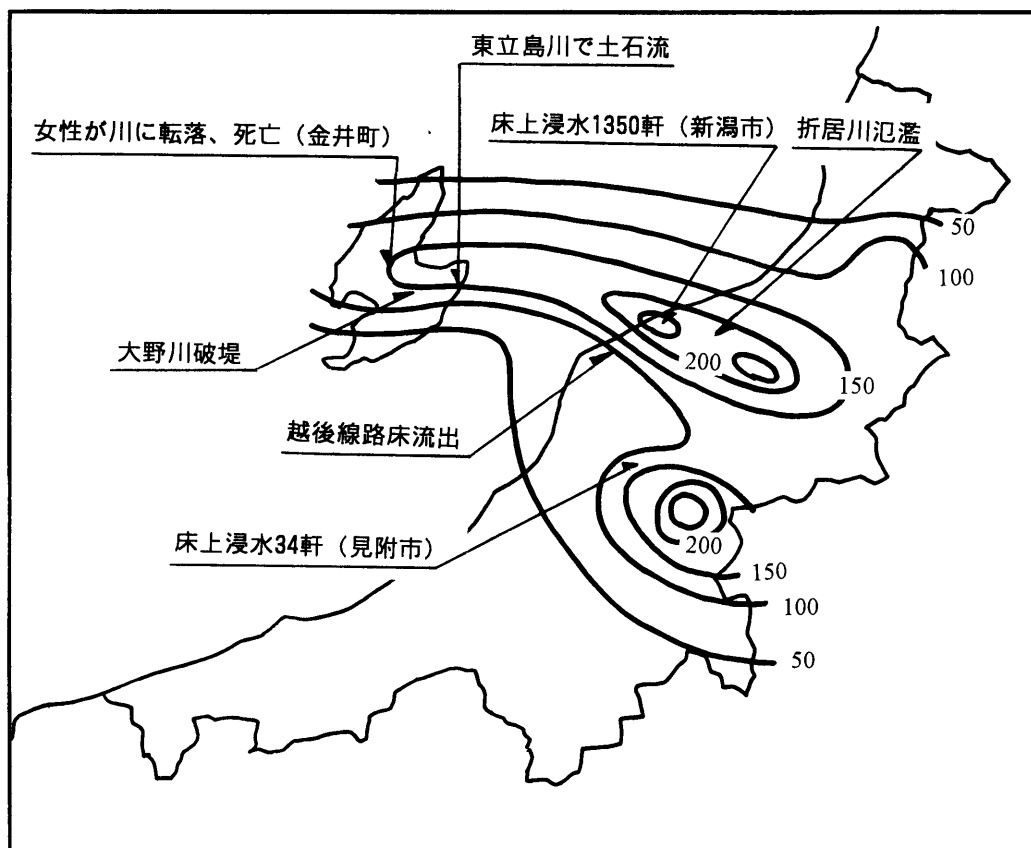 東立島川で土石流
女性が川に転落、死亡（金井町）
床上浸水1350軒（新潟市）
折居川氾濫
50
100
大野川破堤
200
150
越後線路床流出
床上浸水34軒（見附市）
200
150
100
50